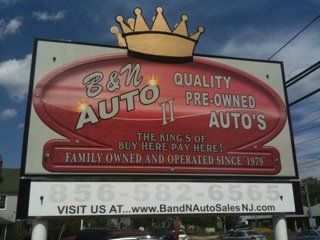 B&N
AUTO II
QUALITY
PRE-OWNED
AUTO'S
THE KING'S OF
BUY HERE PAY HERE!
FAMILY OWNED AND OPERATED SINCE "1979"
856-582-6565
VISIT US AT...www.BandNAutoSalesNJ.com